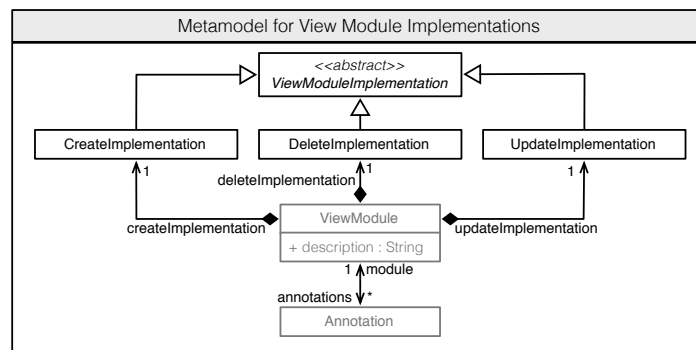 Metamodel for View Module Implementations
<<abstract>>
ViewModuleImplementation
CreateImplementation
DeleteImplementation
UpdateImplementation
1
1
1
deleteImplementation
createImplementation
ViewModule
updateImplementation
+ description : String
1 module
annotations *
Annotation